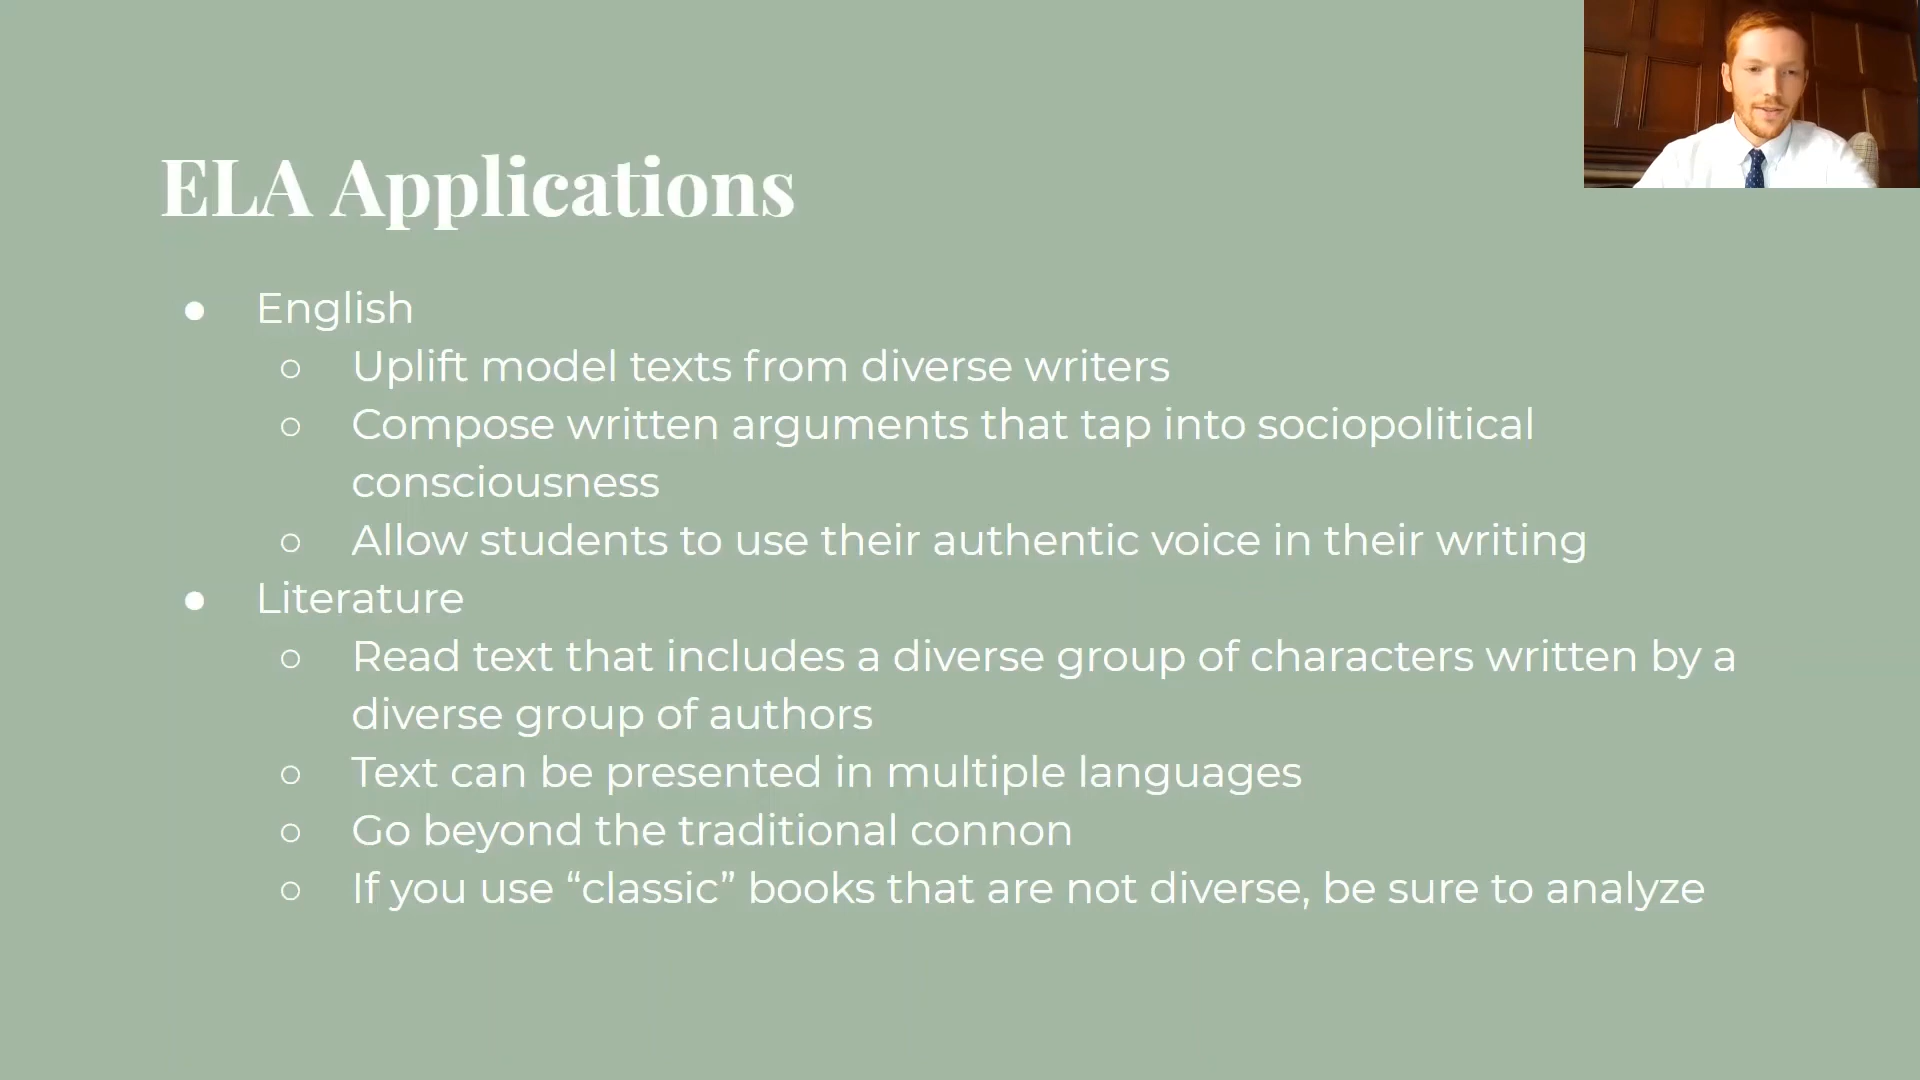 ELA Applications
● English
○ Uplift model texts from diverse writers
○ Compose written arguments that tap into sociopolitical
consciousness
○ Allow students to use their authentic voice in their writing
● Literature
○ Read text that includes a diverse group of characters written by a
diverse group of authors
○ Text can be presented in multiple languages
○ Go beyond the traditional connon
○ If you use “classic” books that are not diverse, be sure to analyze